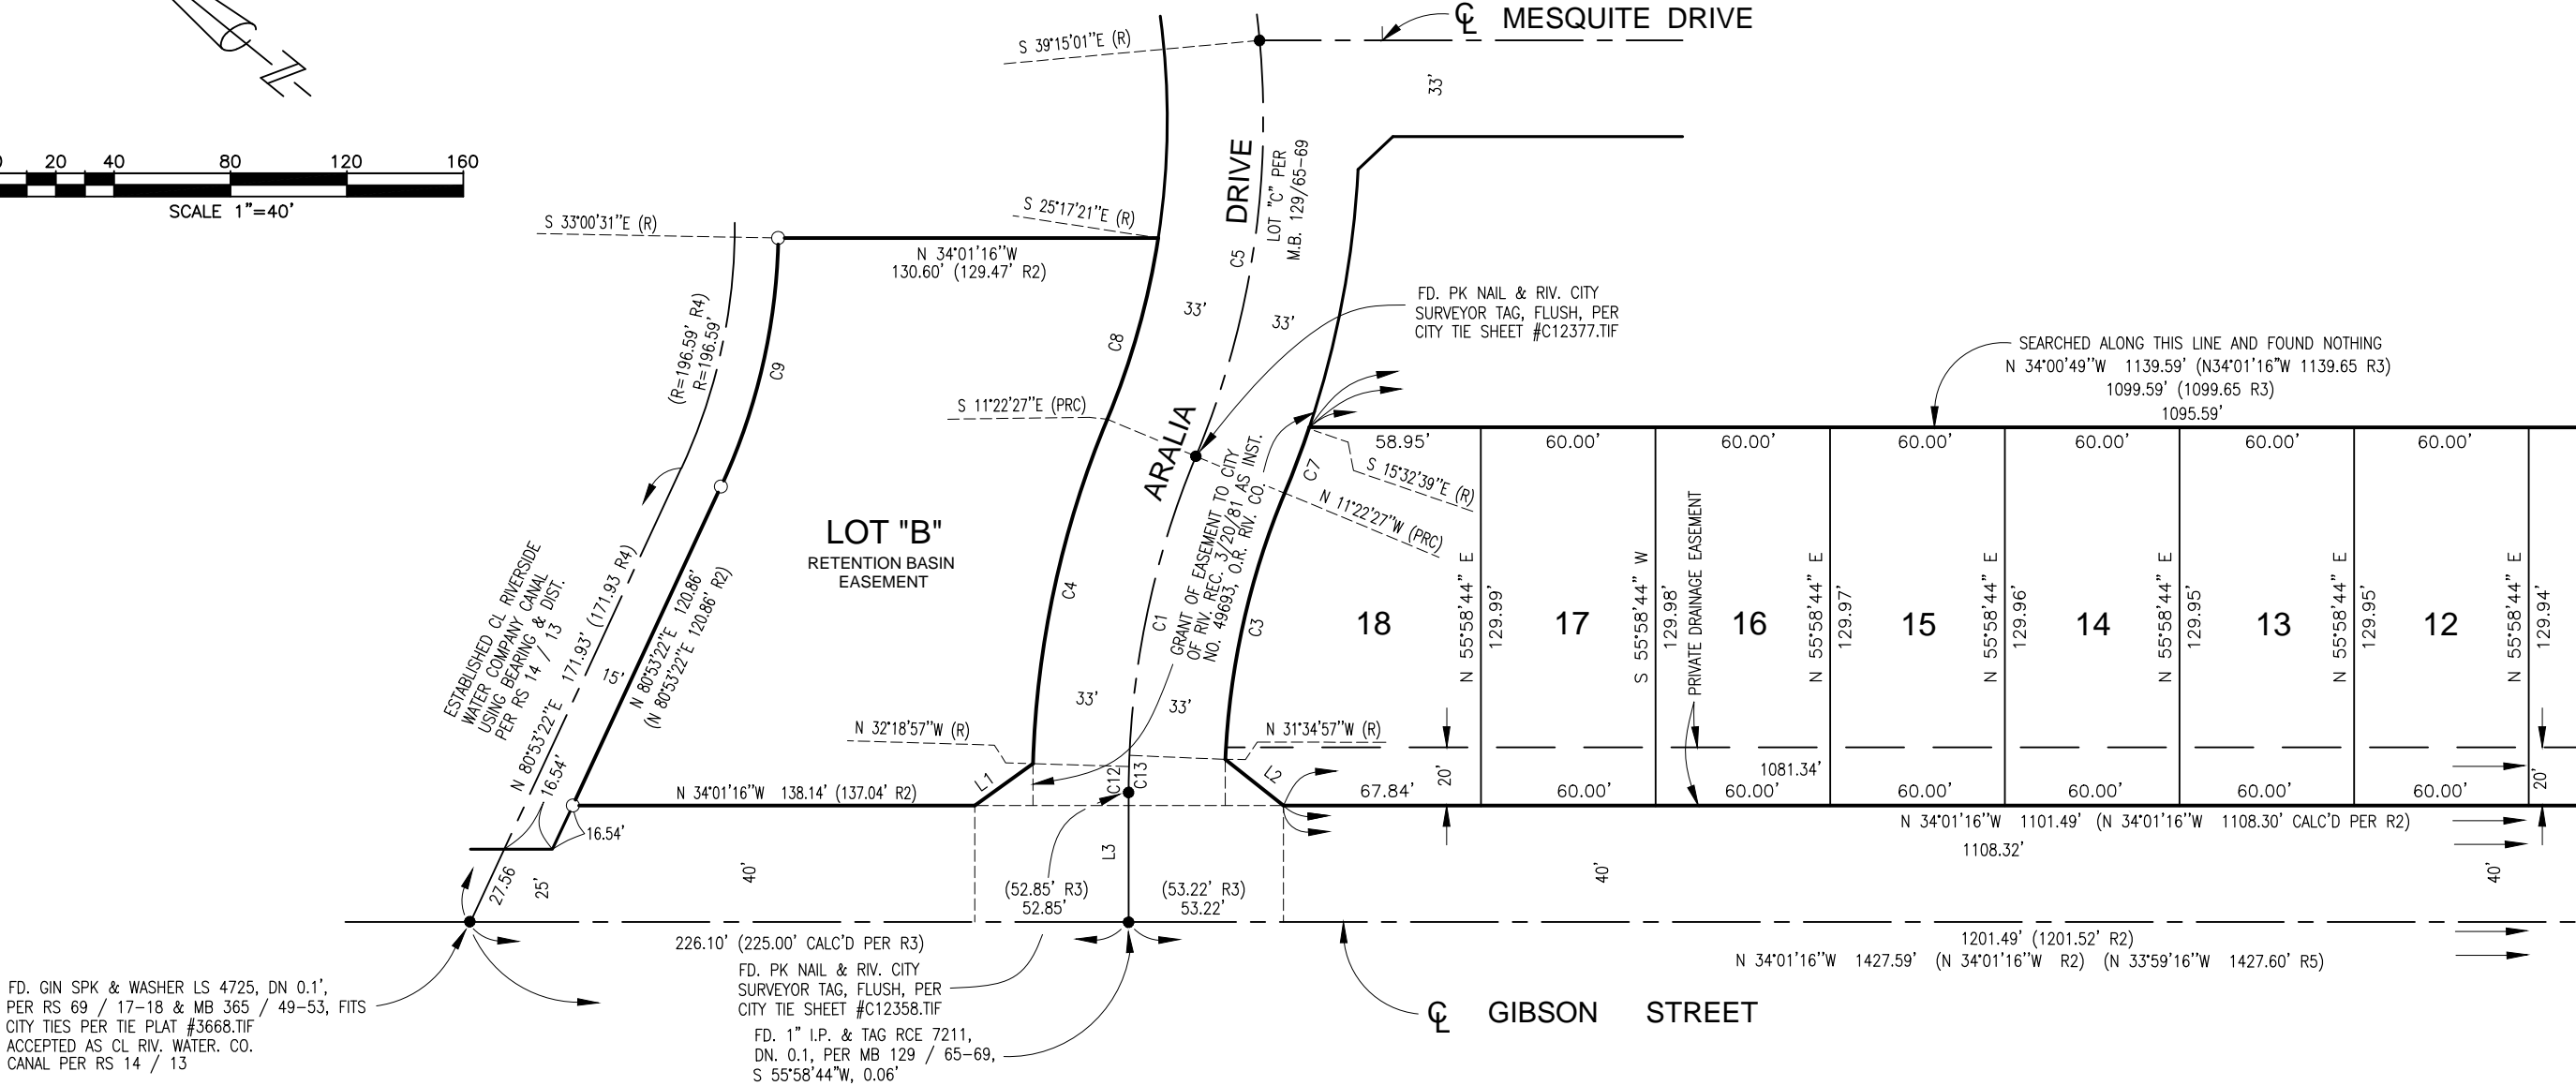 ℄ MESQUITE DRIVE
S 39°15'01"E (R)
33'
20 40 80 120 160
SCALE 1"=40'
S 33°00'31"E (R)
S 25°17'21"E (R)
N 34°01'16"W
130.60' (129.47' R2)
ARALIA DRIVE
LOT "C" PER
M.B. 129/65-69
C5
33'
33'
FD. PK NAIL & RIV. CITY
SURVEYOR TAG, FLUSH, PER
CITY TIE SHEET #C12377.TIF
(R=196.59' R4)
R=196.59'
C9
C8
SEARCHED ALONG THIS LINE AND FOUND NOTHING
N 34°00'49"W 1139.59' (N34°01'16"W 1139.65 R3)
1099.59' (1099.65 R3)
1095.59'
S 11°22'27"E (PRC)
58.95' 60.00' 60.00' 60.00' 60.00' 60.00' 60.00'
S 15°32'39"E (R)
N 11°22'27"W (PRC)
C7
LOT "B"
RETENTION BASIN
EASEMENT
ESTABLISHED CL RIVERSIDE
WATER COMPANY CANAL
USING BEARING & DIST.
PER RS 14 / 13
N 80°53'22"E 171.93' (171.93 R4)
15'
N 80°53'22"E 120.86'
(N 80°53'22"E 120.86' R2)
C4
C1
GRANT OF EASEMENT TO CITY
OF RIV. REC. 3/20/81 AS INST.
NO. 49693, O.R. RIV. CO.
C3
18
N 55°58'44" E
129.99'
17
S 55°58'44" W
129.98'
PRIVATE DRAINAGE EASEMENT
16
N 55°58'44" E
129.97'
15
N 55°58'44" E
129.96'
14
N 55°58'44" E
129.95'
13
N 55°58'44" E
129.95'
12
N 55°58'44" E
129.94'
33'
33'
N 32°18'57"W (R)
N 31°34'57"W (R)
16.54'
L1
C12
C13
L2
20'
1081.34'
20'
N 34°01'16"W 138.14' (137.04' R2)
67.84' 60.00' 60.00' 60.00' 60.00' 60.00' 60.00'
16.54'
N 34°01'16"W 1101.49' (N 34°01'16"W 1108.30' CALC'D PER R2)
1108.32'
27.56
25'
40'
L3
40'
40'
(52.85' R3)
52.85'
(53.22' R3)
53.22'
226.10' (225.00' CALC'D PER R3)
1201.49' (1201.52' R2)
N 34°01'16"W 1427.59' (N 34°01'16"W R2) (N 33°59'16"W 1427.60' R5)
FD. PK NAIL & RIV. CITY
SURVEYOR TAG, FLUSH, PER
CITY TIE SHEET #C12358.TIF
FD. GIN SPK & WASHER LS 4725, DN 0.1',
PER RS 69 / 17-18 & MB 365 / 49-53, FITS
CITY TIES PER TIE PLAT #3668.TIF
ACCEPTED AS CL RIV. WATER. CO.
CANAL PER RS 14 / 13
℄ GIBSON STREET
FD. 1" I.P. & TAG RCE 7211,
DN. 0.1, PER MB 129 / 65-69,
S 55°58'44"W, 0.06'